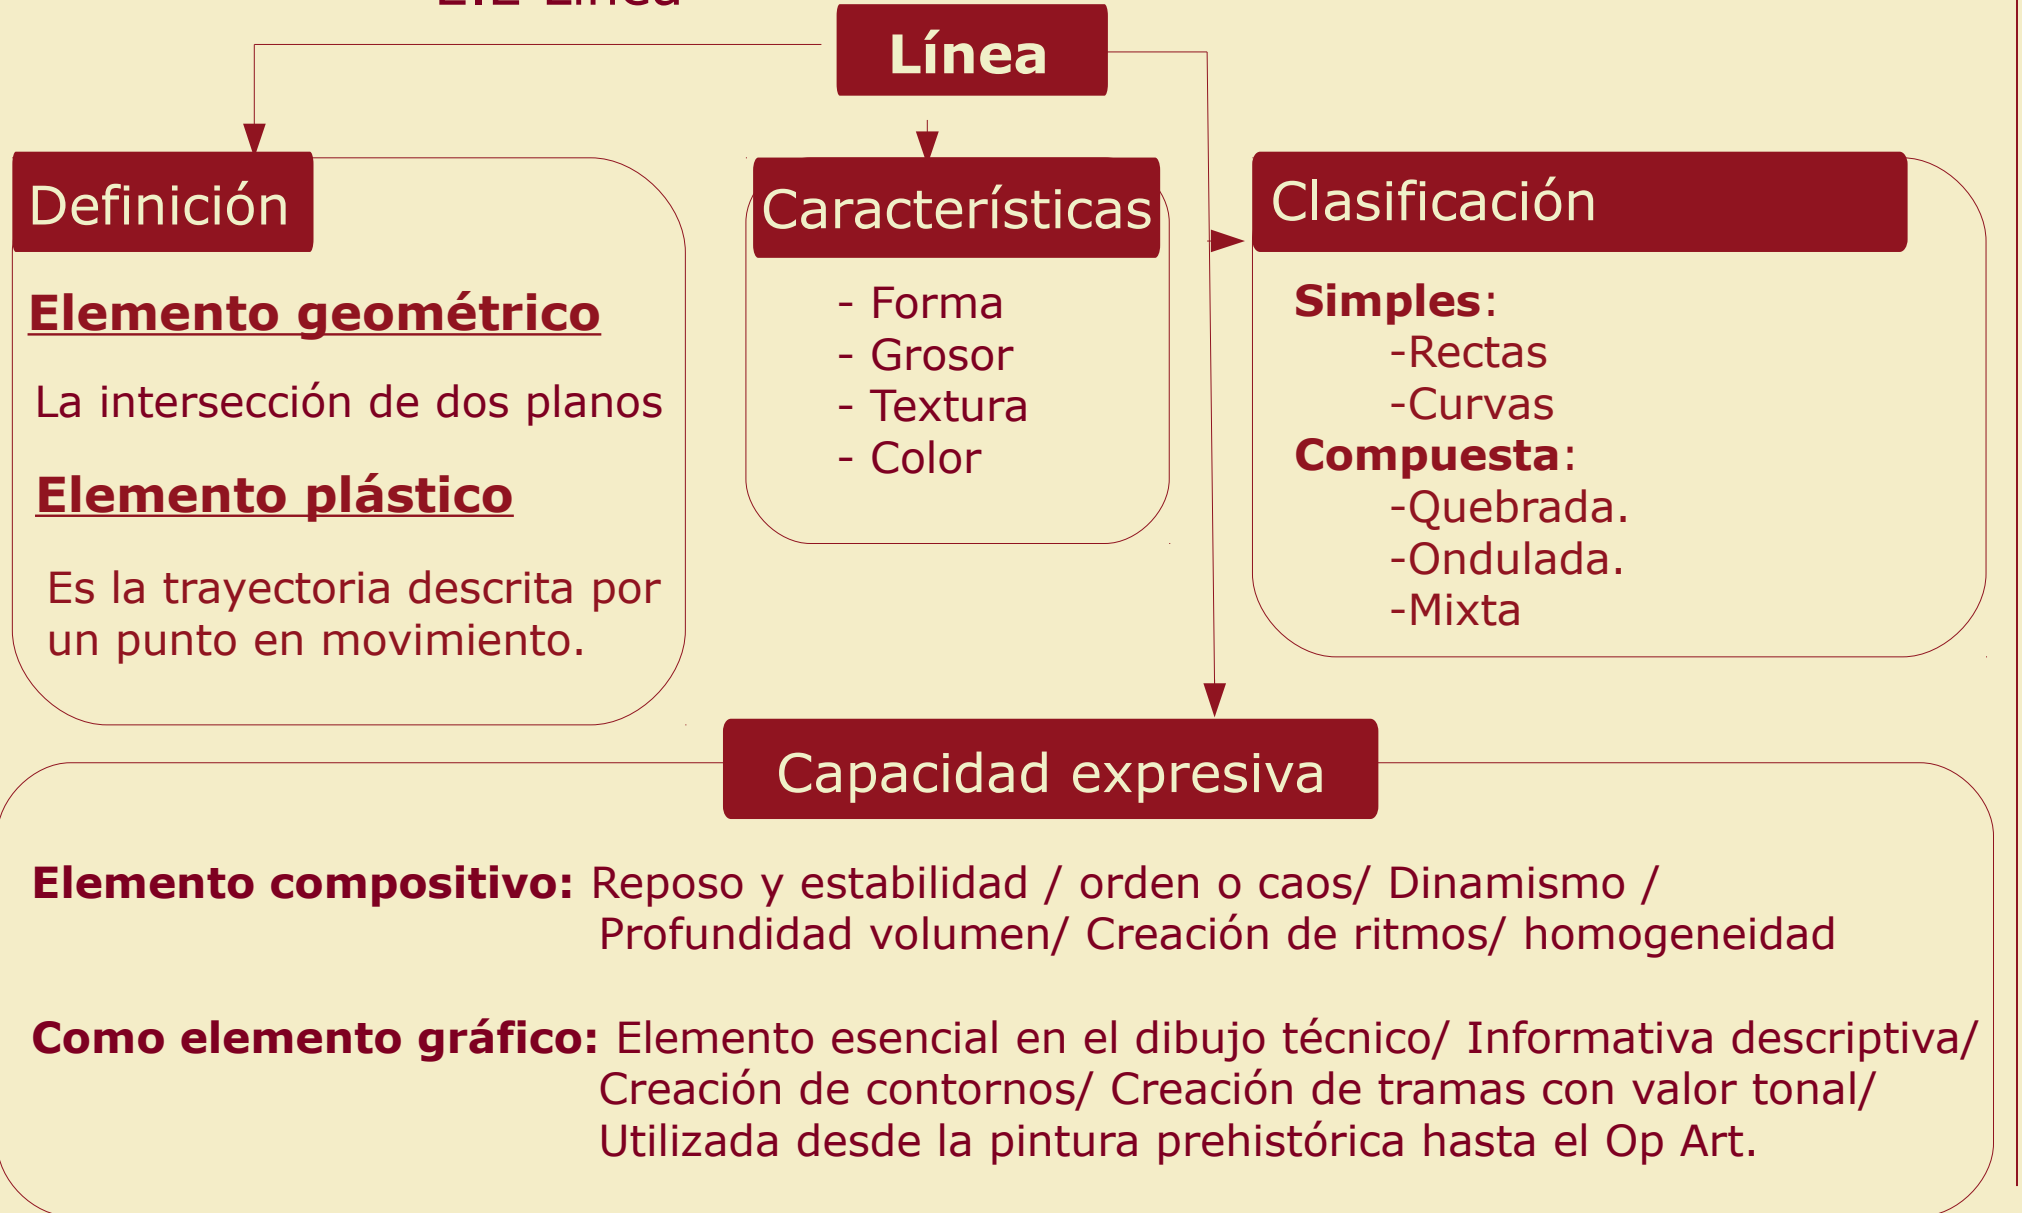 Línea
Línea
Definición
Elemento geométrico
La intersección de dos planos
Elemento plástico
Es la trayectoria descrita por
un punto en movimiento.
Características
- Forma
- Grosor
- Textura
- Color
Clasificación
Simples:
-Rectas
-Curvas
Compuesta:
-Quebrada.
-Ondulada.
-Mixta
Capacidad expresiva
Elemento compositivo: Reposo y estabilidad / orden o caos/ Dinamismo /
Profundidad volumen/ Creación de ritmos/ homogeneidad
Como elemento gráfico: Elemento esencial en el dibujo técnico/ Informativa descriptiva/
Creación de contornos/ Creación de tramas con valor tonal/
Utilizada desde la pintura prehistórica hasta el Op Art.